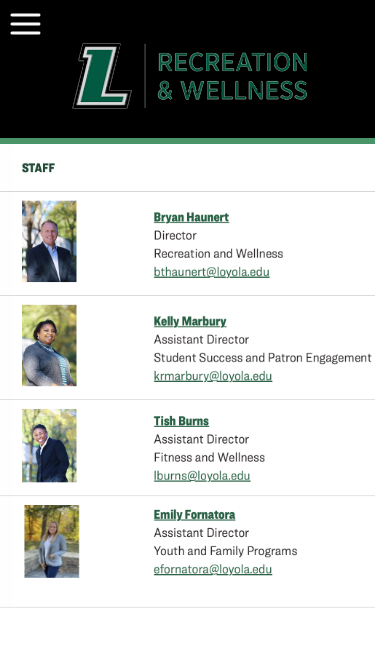 L
RECREATION
& WELLNESS
STAFF
Bryan Haunert
Director
Recreation and Wellness
bthaunert@loyola.edu
Kelly Marbury
Assistant Director
Student Success and Patron Engagement
krmarbury@loyola.edu
Tish Burns
Assistant Director
Fitness and Wellness
lburns@loyola.edu
Emily Fornatora
Assistant Director
Youth and Family Programs
efornatora@loyola.edu